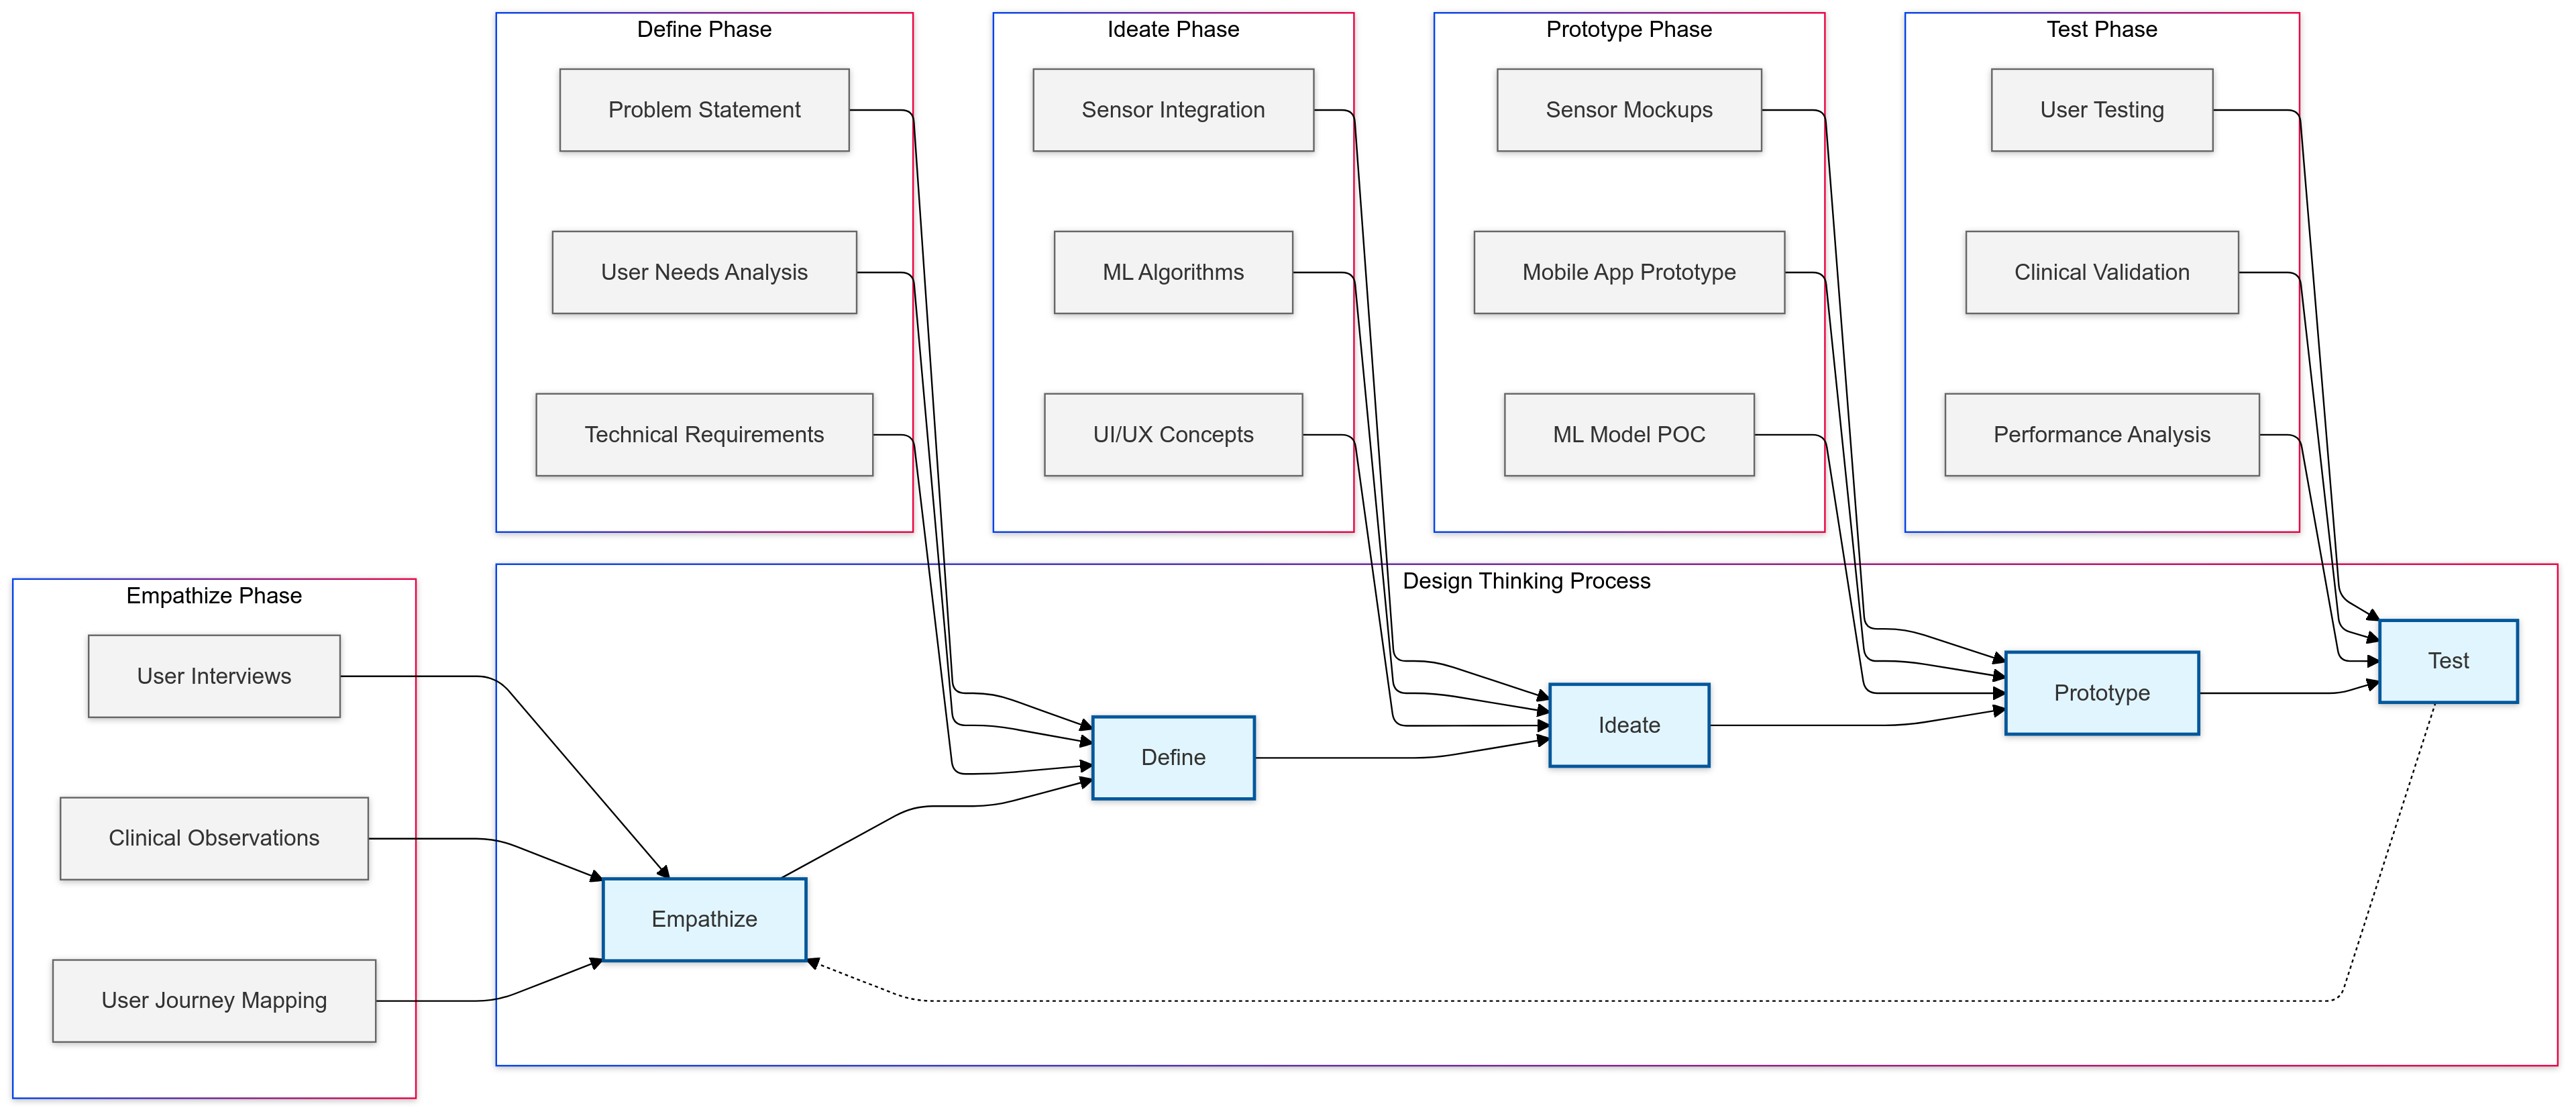 Define Phase
Problem Statement
User Needs Analysis
Technical Requirements
Ideate Phase
Sensor Integration
ML Algorithms
UI/UX Concepts
Prototype Phase
Sensor Mockups
Mobile App Prototype
ML Model POC
Test Phase
User Testing
Clinical Validation
Performance Analysis
Empathize Phase
User Interviews
Clinical Observations
User Journey Mapping
Design Thinking Process
Empathize
Define
Ideate
Prototype
Test